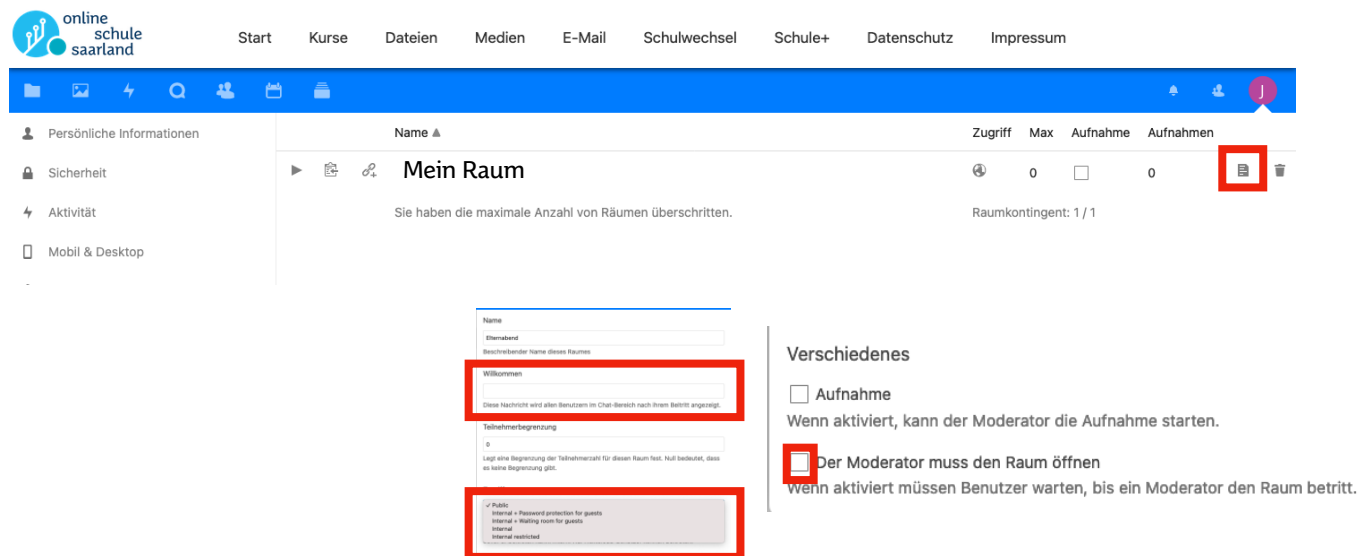 online
schule
saarland
Start Kurse Dateien Medien E-Mail Schulwechsel Schule+ Datenschutz Impressum
J
Persönliche Informationen
Name Zugriff Max Aufnahme Aufnahmen
Sicherheit
Mein Raum 0 0
Aktivität
Sie haben die maximale Anzahl von Räumen überschritten. Raumkontingent: 1 / 1
Mobil & Desktop
Name
Elternabend
Beschreibender Name dieses Raumes
Willkommen
Diese Nachricht wird allen Benutzern im Chat-Bereich nach ihrem Beitritt angezeigt.
Teilnehmerbegrenzung
0
Legt eine Begrenzung der Teilnehmerzahl für diesen Raum fest. Null bedeutet, dass
es keine Begrenzung gibt.
Public
Internal + Password protection for guests
Internal + Waiting room for guests
Internal
Internal restricted
Verschiedenes
Aufnahme
Wenn aktiviert, kann der Moderator die Aufnahme starten.
Der Moderator muss den Raum öffnen
Wenn aktiviert müssen Benutzer warten, bis ein Moderator den Raum betritt.